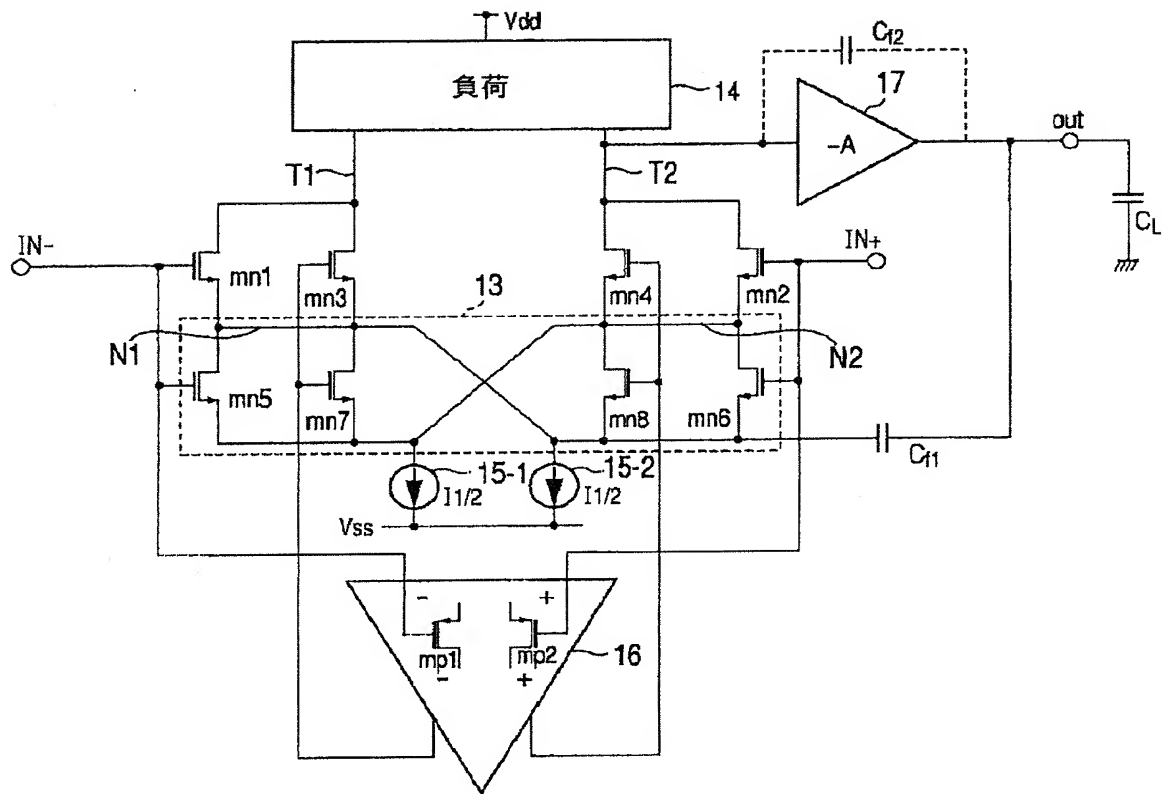 Vdd
Cf2
負荷
14
17
-A
out
T1
T2
CL
IN-
IN+
mn1
mn3
mn4
mn2
13
N1
N2
mn5
mn7
mn8
mn6
Cf1
15-1
15-2
I1/2
I1/2
Vss
-
+
mp1
mp2
16
-
+